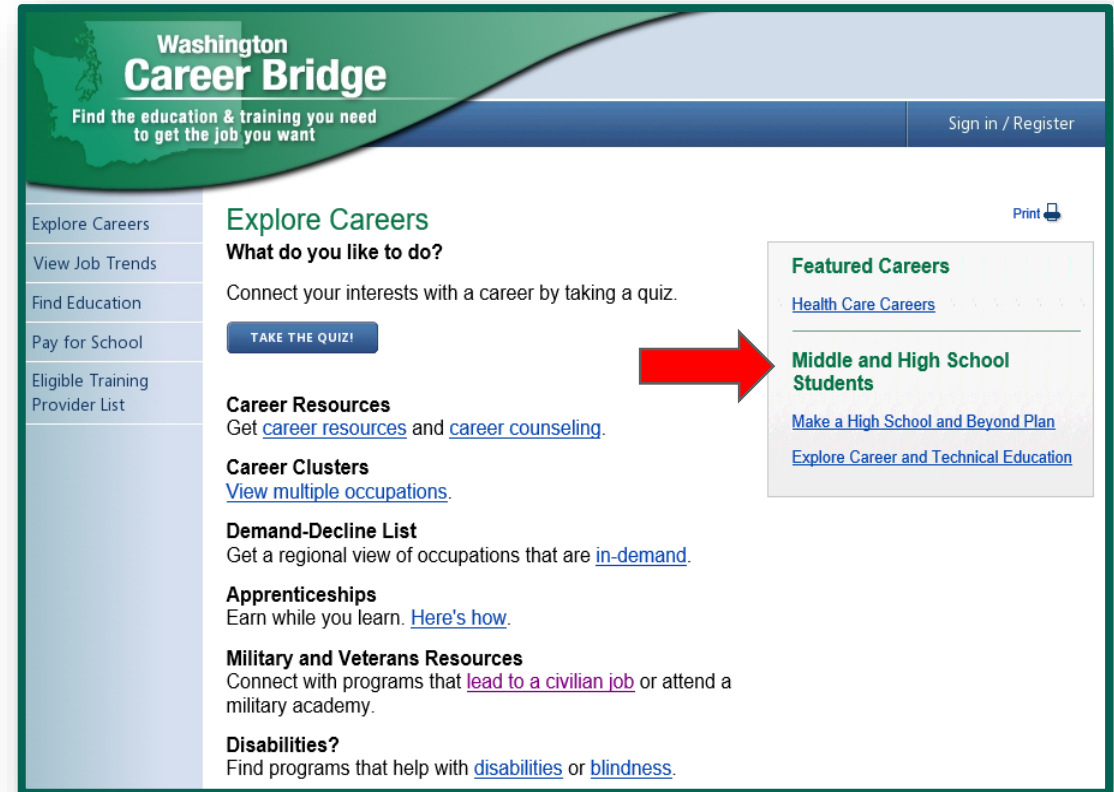 Washington
Career Bridge
Find the education & training you need
to get the job you want
Sign in / Register
Explore Careers
View Job Trends
Find Education
Pay for School
Eligible Training
Provider List
Explore Careers
Print
What do you like to do?
Connect your interests with a career by taking a quiz.
TAKE THE QUIZ!
Career Resources
Get career resources and career counseling.
Career Clusters
View multiple occupations.
Demand-Decline List
Get a regional view of occupations that are in-demand.
Apprenticeships
Earn while you learn. Here's how.
Military and Veterans Resources
Connect with programs that lead to a civilian job or attend a
military academy.
Disabilities?
Find programs that help with disabilities or blindness.
Featured Careers
Health Care Careers
Middle and High School
Students
Make a High School and Beyond Plan
Explore Career and Technical Education